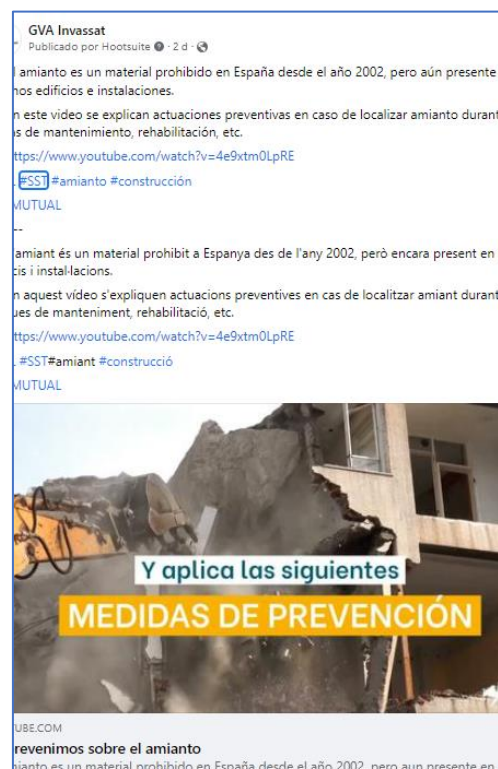 GVA Invassat
Publicado por Hootsuite · 2 d ·
l amianto es un material prohibido en España desde el año 2002, pero aún presente
nos edificios e instalaciones.
n este video se explican actuaciones preventivas en caso de localizar amianto durant
as de mantenimiento, rehabilitación, etc.
ttps://www.youtube.com/watch?v=4e9xtm0LpRE
#SST #amianto #construcción
MUTUAL
--
amiant és un material prohibit a Espanya des de l'any 2002, però encara present en
cis i instal·lacions.
n aquest vídeo s'expliquen actuacions preventives en cas de localitzar amiant durant
ues de manteniment, rehabilitació, etc.
ttps://www.youtube.com/watch?v=4e9xtm0LpRE
#SST#amiant #construcció
MUTUAL
Y aplica las siguientes
MEDIDAS DE PREVENCIÓN
UBE.COM
revenimos sobre el amianto
mianto es un material prohibido en España desde el año 2002, pero aun presente en